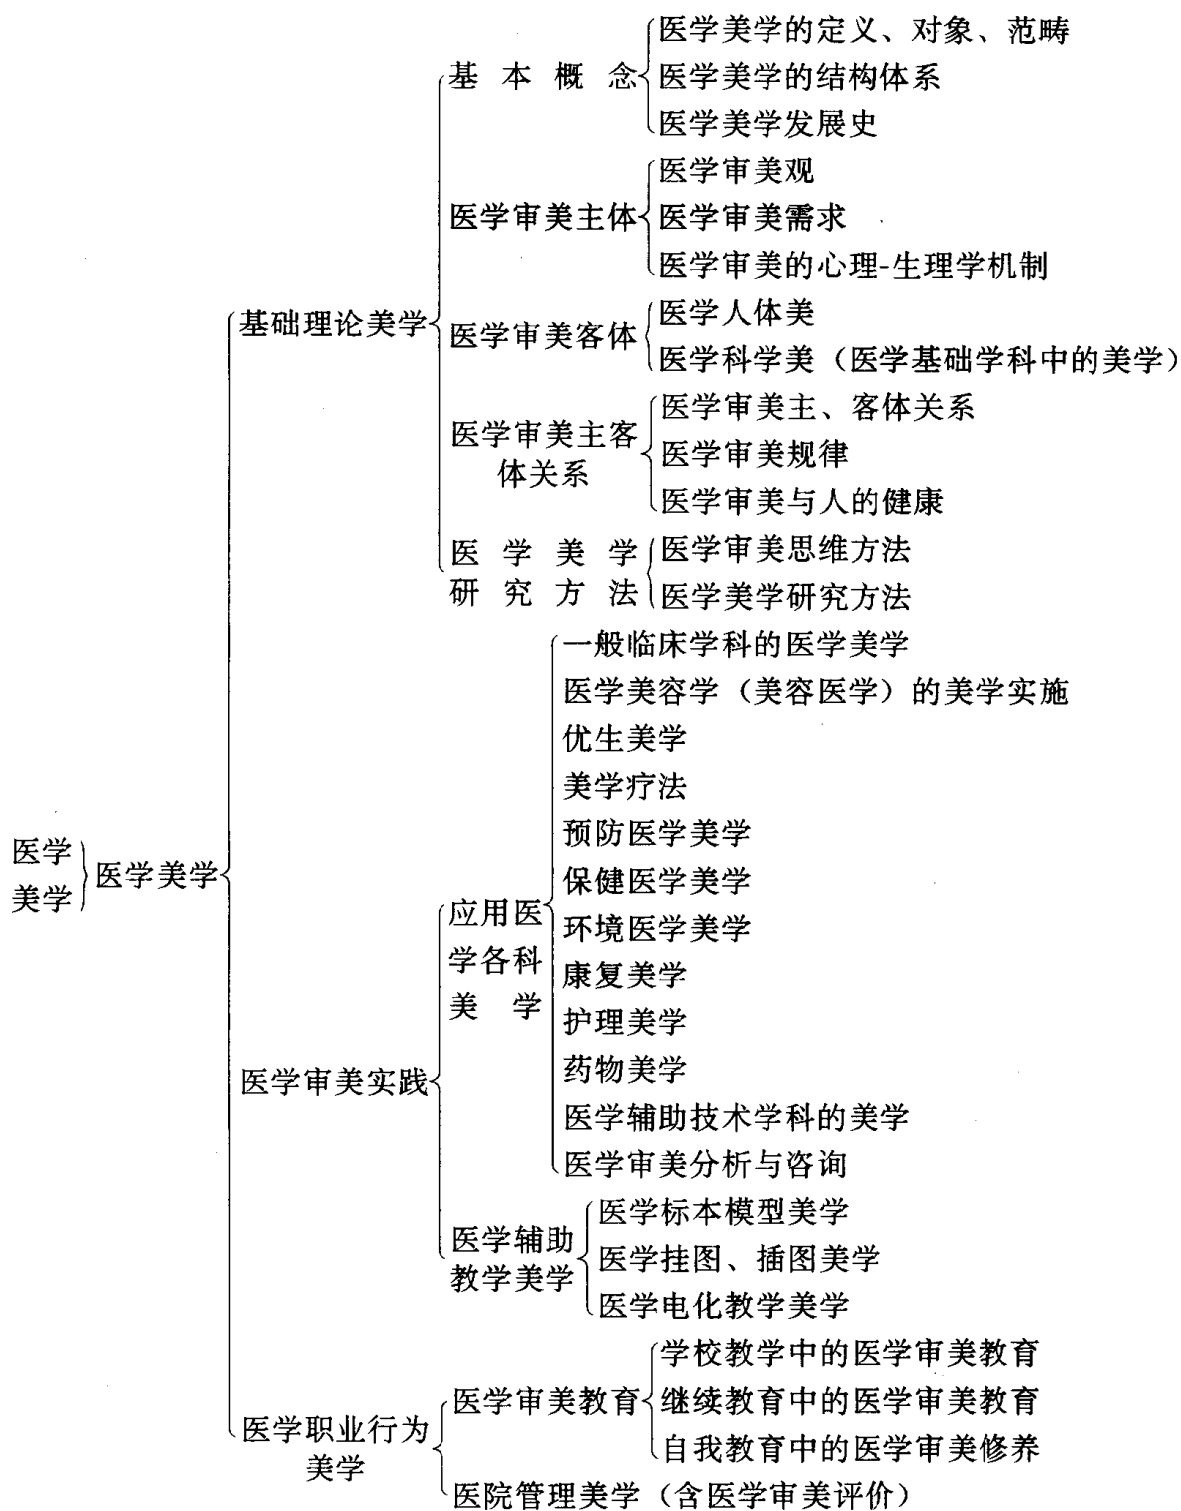 医学
美学
医学美学
基础理论美学
基本概念
医学美学的定义、对象、范畴
医学美学的结构体系
医学美学发展史
医学审美主体
医学审美观
医学审美需求
医学审美的心理-生理学机制
医学审美客体
医学人体美
医学科学美（医学基础学科中的美学）
医学审美主客
体关系
医学审美主、客体关系
医学审美规律
医学审美与人的健康
医学美学
研究方法
医学审美思维方法
医学美学研究方法
医学审美实践
应用医
学各科
美学
一般临床学科的医学美学
医学美容学（美容医学）的美学实施
优生美学
美学疗法
预防医学美学
保健医学美学
环境医学美学
康复美学
护理美学
药物美学
医学辅助技术学科的美学
医学审美分析与咨询
医学辅助
教学美学
医学标本模型美学
医学挂图、插图美学
医学电化教学美学
医学职业行为
美学
医学审美教育
学校教学中的医学审美教育
继续教育中的医学审美教育
自我教育中的医学审美修养
医院管理美学（含医学审美评价）